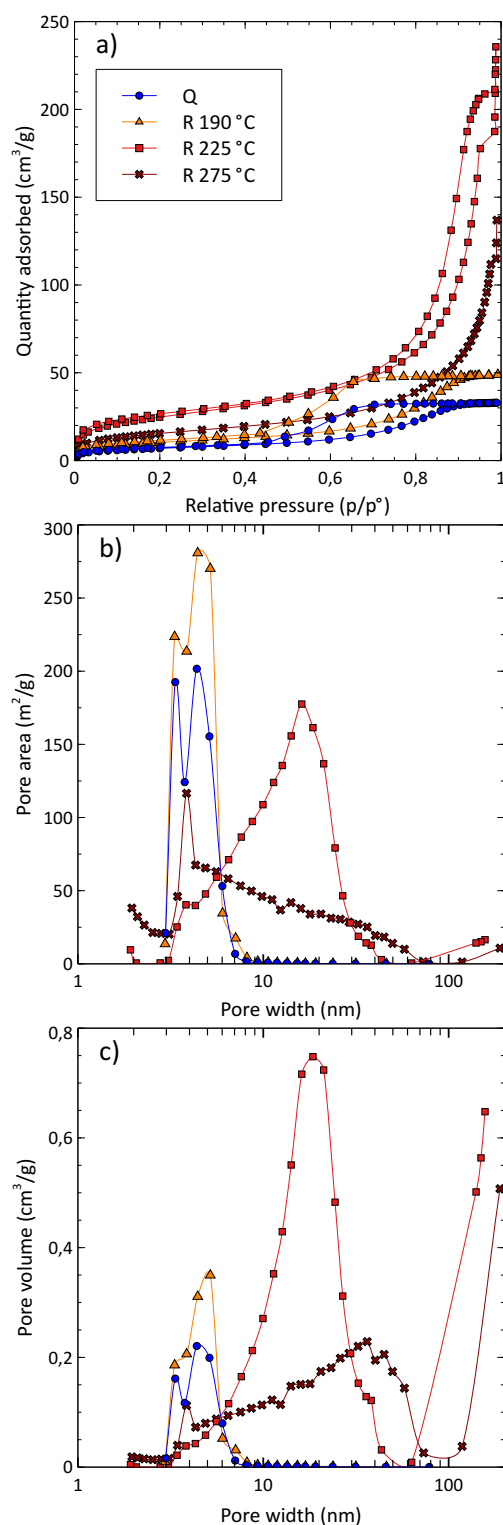 a)
Quantity adsorbed (cm³/g)
250
200
150
100
50
0
Q
R 190 °C
R 225 °C
R 275 °C
0 0,2 0,4 0,6 0,8 1
Relative pressure (p/p°)
b)
Pore area (m²/g)
300
250
200
150
100
50
0
1 10 100
Pore width (nm)
c)
Pore volume (cm³/g)
0,8
0,6
0,4
0,2
0
1 10 100
Pore width (nm)